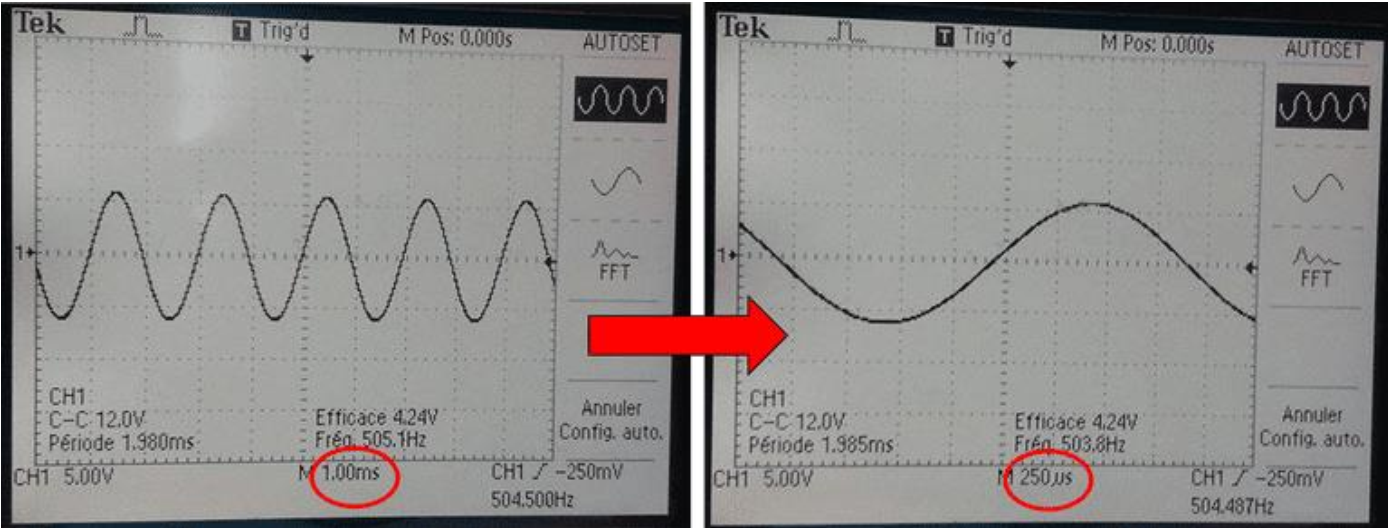 Tek T Trig'd M Pos: 0.000s AUTOSET
1
FFT
CH1
C-C 12.0V Efficace 4.24V
Période 1.980ms Fréq. 505.1Hz
Annuler
Config. auto.
CH1 5.00V M 1.00ms CH1 / -250mV
504.500Hz
Tek T Trig'd M Pos: 0.000s AUTOSET
1
FFT
CH1
C-C 12.0V Efficace 4.24V
Période 1.985ms Fréq. 503.8Hz
Annuler
Config. auto.
CH1 5.00V M 250µs CH1 / -250mV
504.487Hz